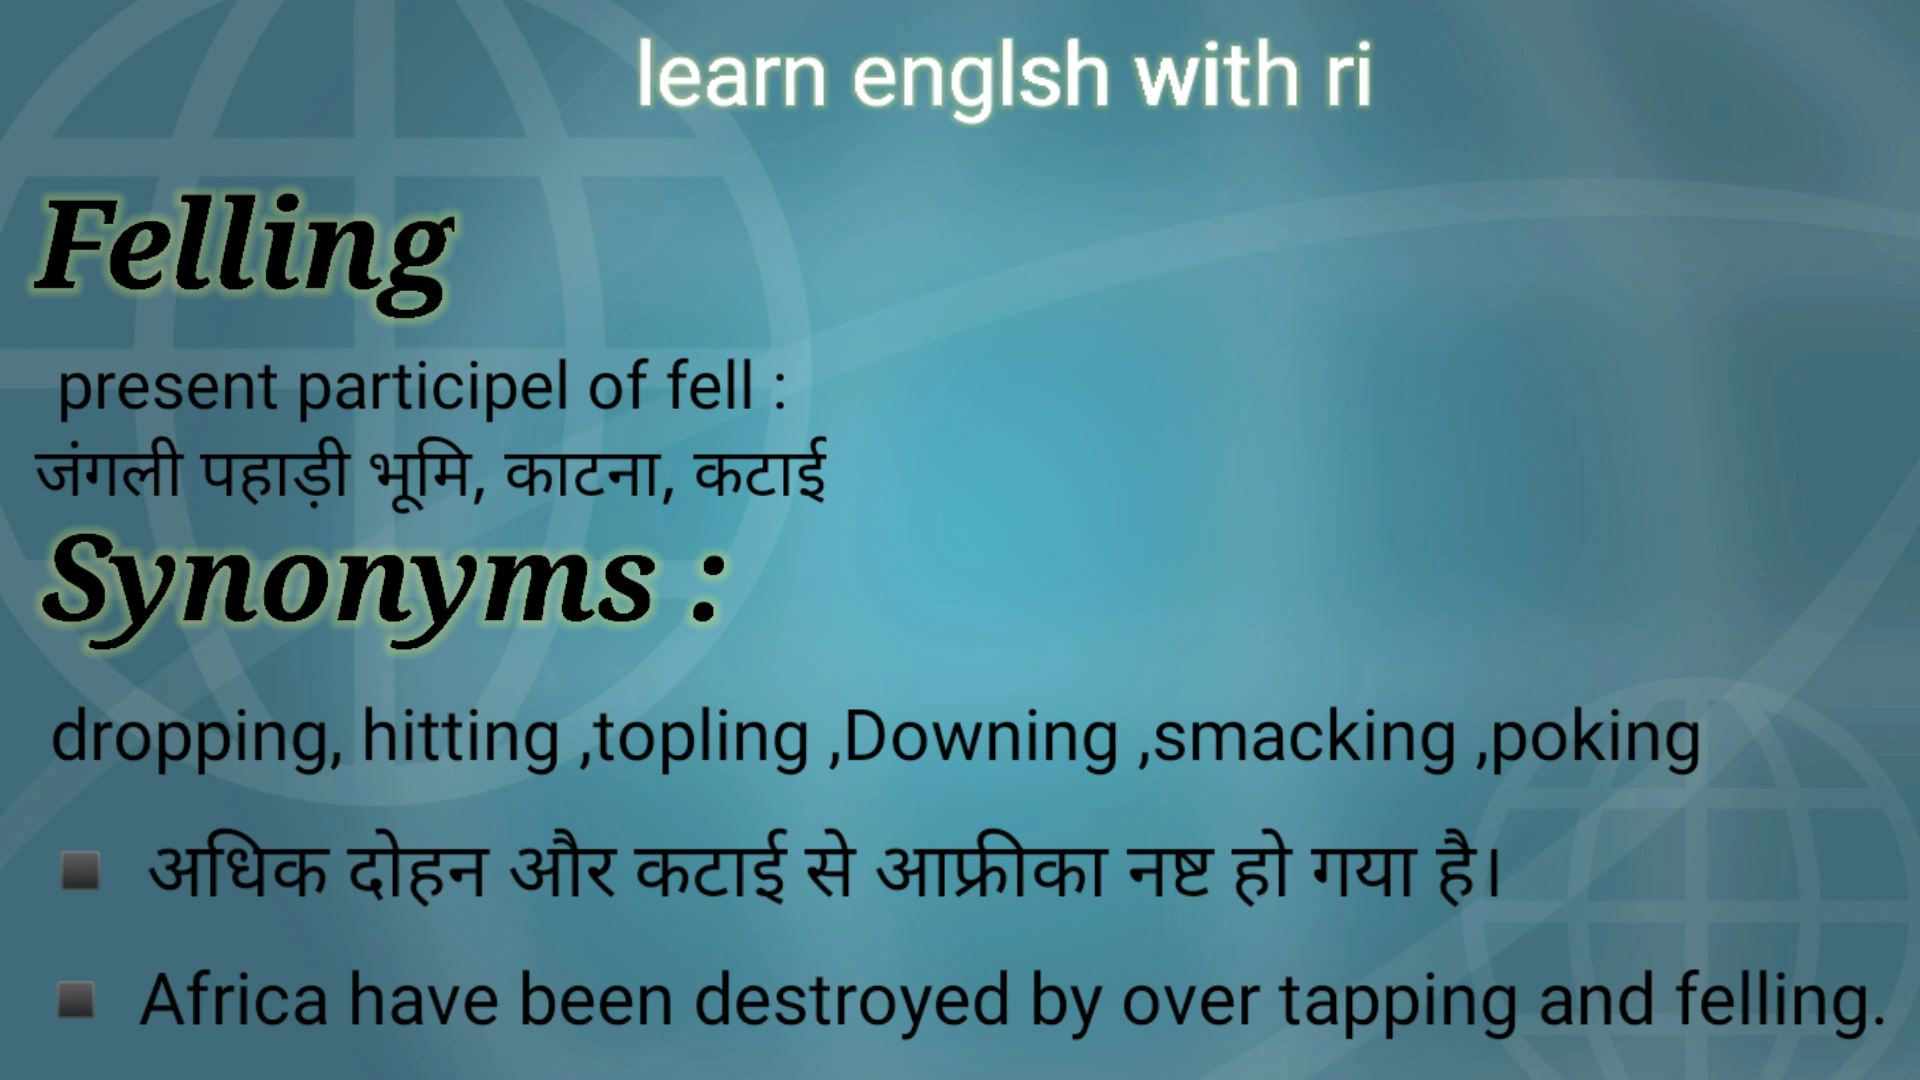 learn englsh with ri
Felling
present participel of fell :
जंगली पहाड़ी भूमि, काटना, कटाई
Synonyms :
dropping, hitting ,topling ,Downing ,smacking ,poking
▪ अधिक दोहन और कटाई से आफ्रीका नष्ट हो गया है।
▪ Africa have been destroyed by over tapping and felling.